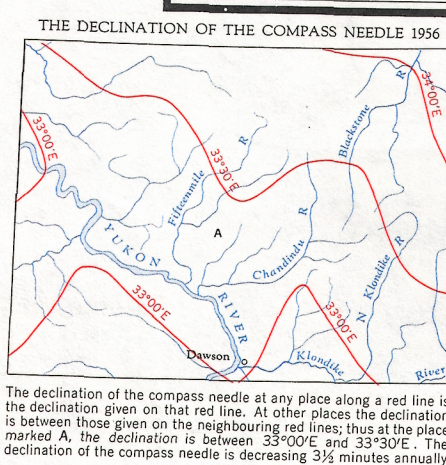 THE DECLINATION OF THE COMPASS NEEDLE 1956
34°00'E
33°00'E
Blackstone R
33°30'E
Fifteenmile R
A
YUKON RIVER
Chandindu R
N Klondike R
33°00'E
33°00'E
Dawson
Klondike River
The declination of the compass needle at any place along a red line is
the declination given on that red line. At other places the declination
is between those given on the neighbouring red lines; thus at the place
marked A, the declination is between 33°00'E and 33°30'E. The
declination of the compass needle is decreasing 3½ minutes annually